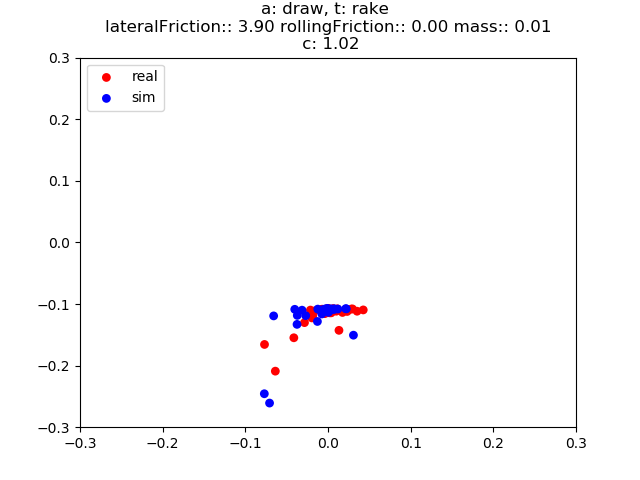 a: draw, t: rake
lateralFriction:: 3.90 rollingFriction:: 0.00 mass:: 0.01
c: 1.02
real
sim
0.3
0.2
0.1
0.0
−0.1
−0.2
−0.3
−0.3
−0.2
−0.1
0.0
0.1
0.2
0.3